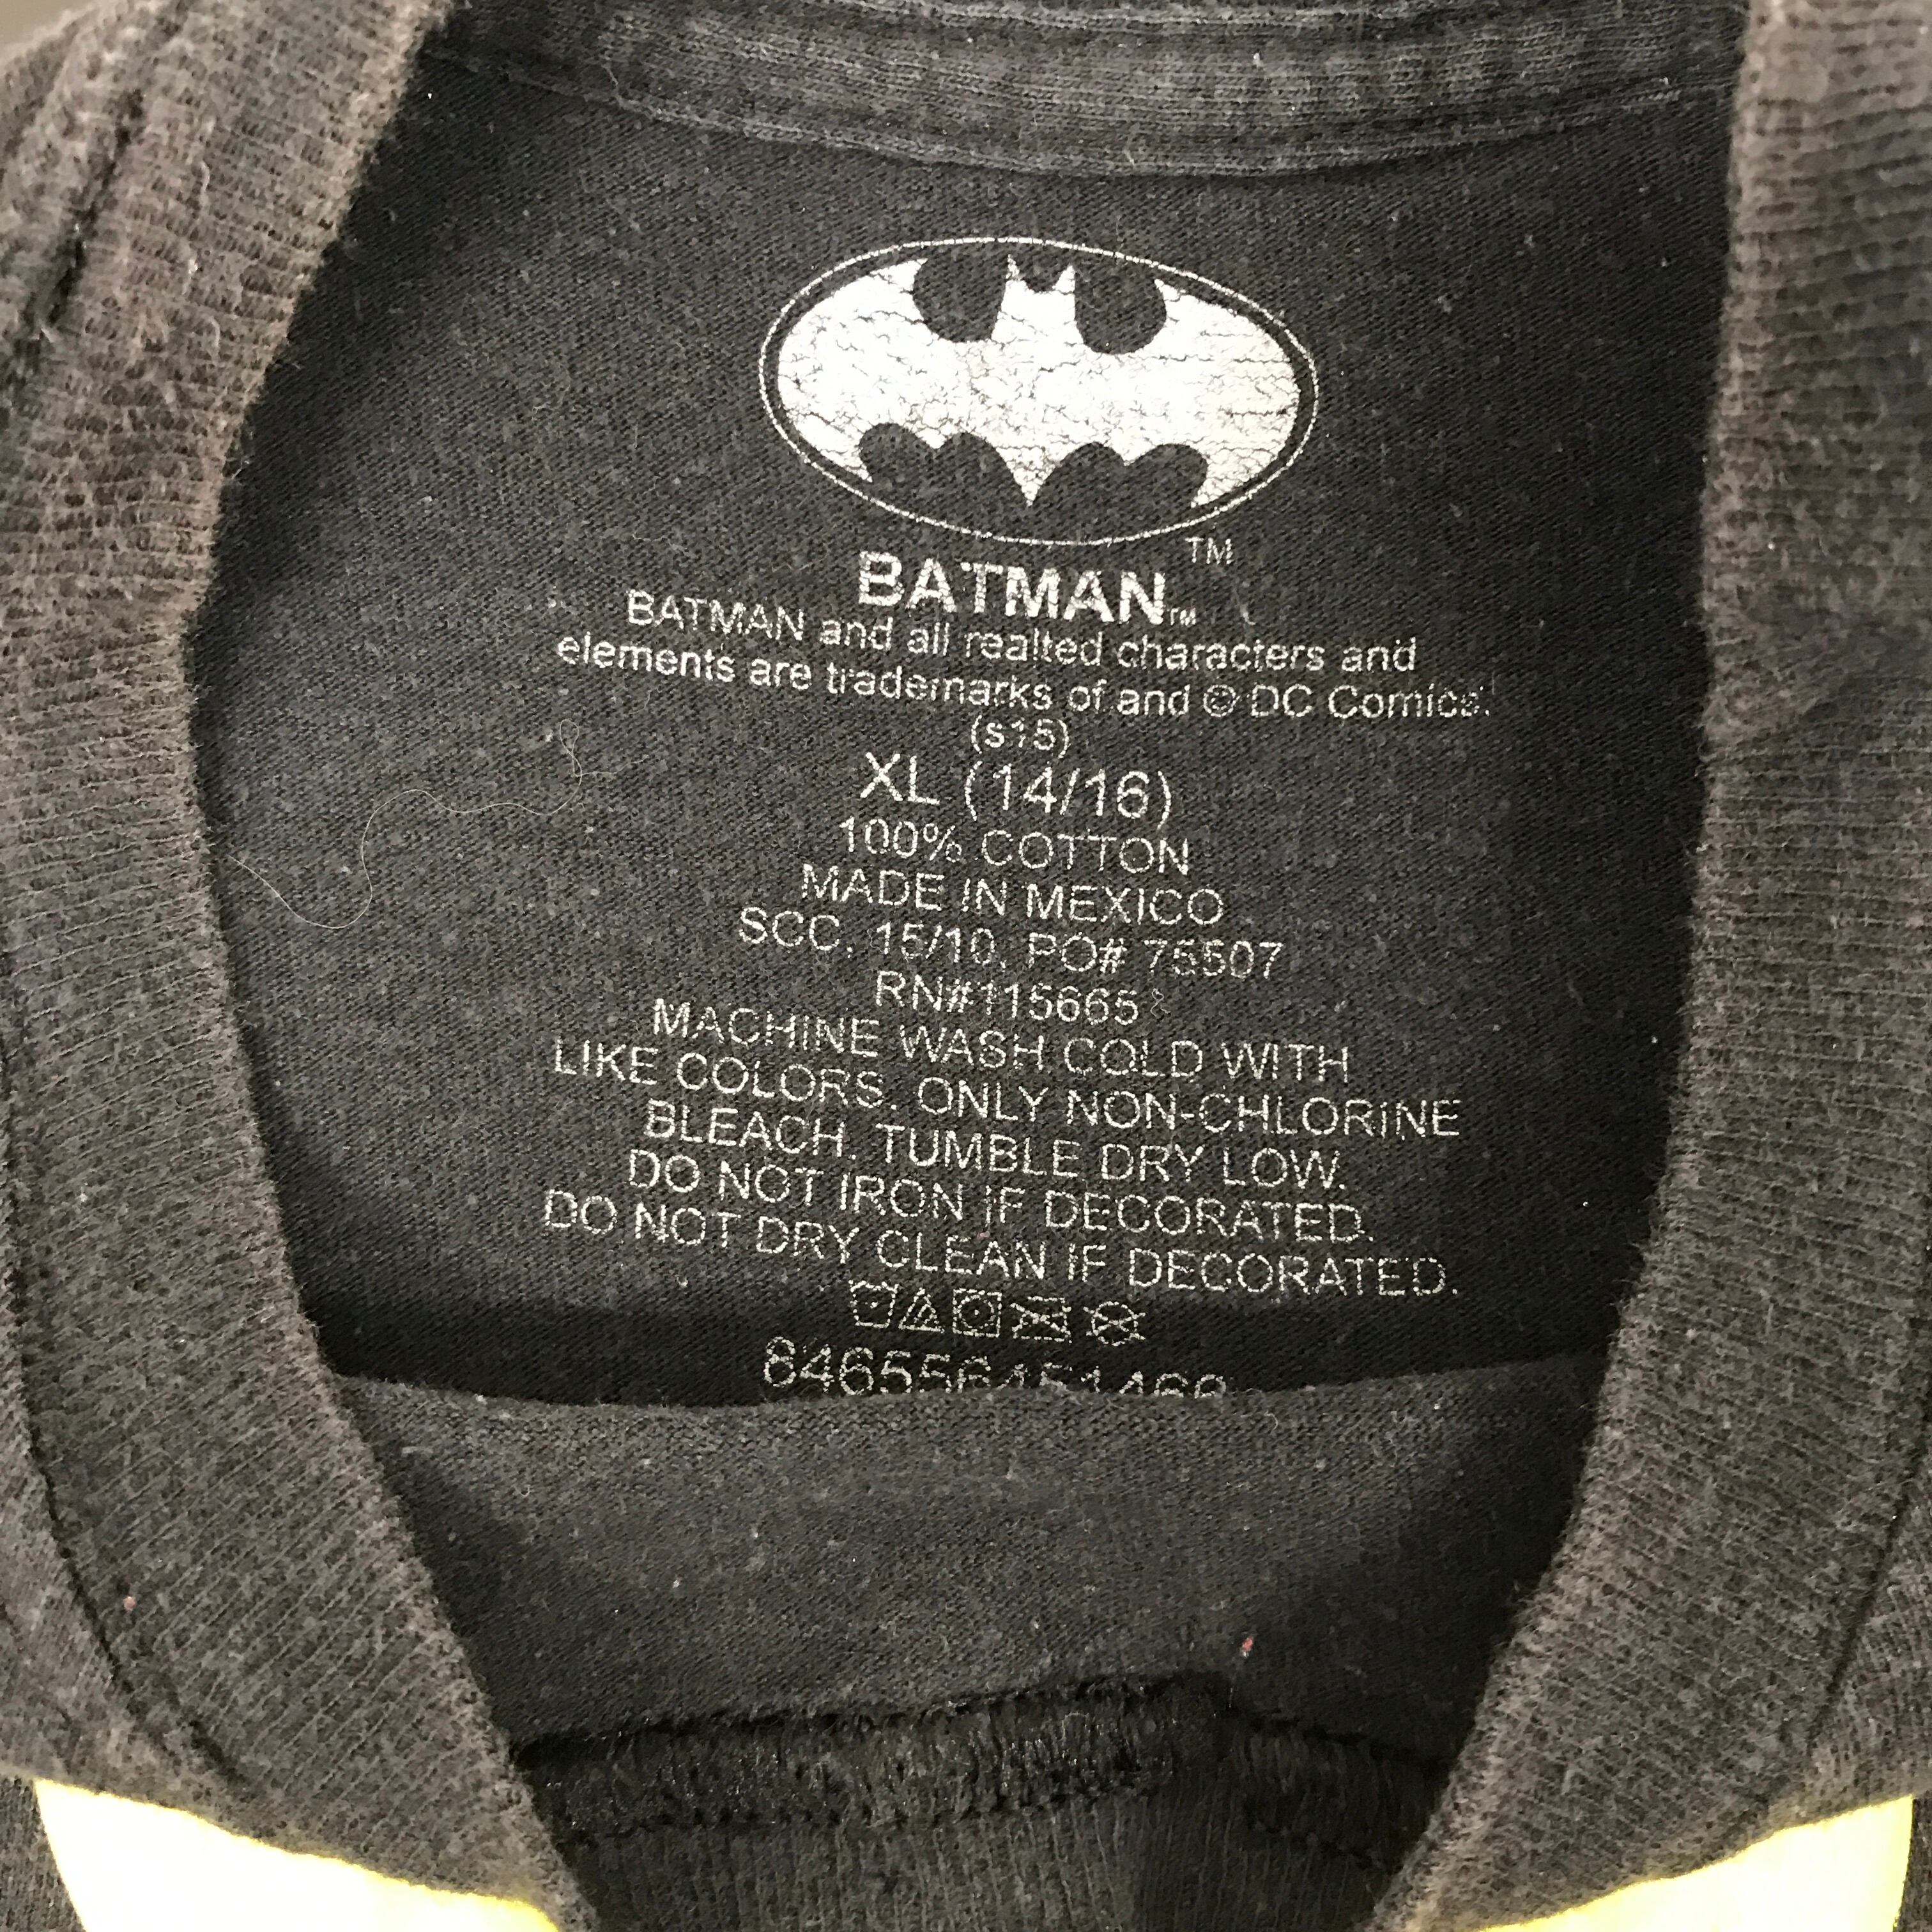 TM
BATMAN™
BATMAN and all realted characters and
elements are trademarks of and © DC Comics.
(s15)
XL (14/16)
100% COTTON
MADE IN MEXICO
SCC, 15/10, PO# 75507
RN#115665
MACHINE WASH COLD WITH
LIKE COLORS. ONLY NON-CHLORINE
BLEACH. TUMBLE DRY LOW.
DO NOT IRON IF DECORATED.
DO NOT DRY CLEAN IF DECORATED.